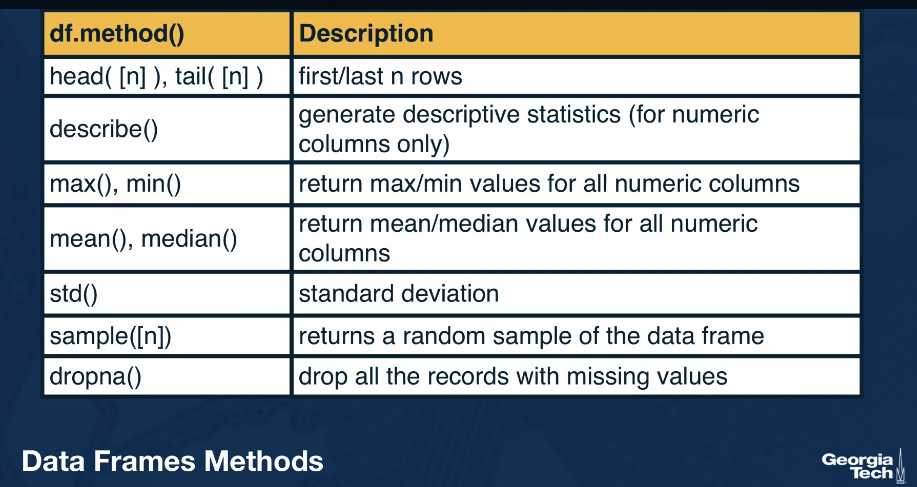 df.method() Description
head( [n] ), tail( [n] ) first/last n rows
describe() generate descriptive statistics (for numeric
columns only)
max(), min() return max/min values for all numeric columns
mean(), median() return mean/median values for all numeric
columns
std() standard deviation
sample([n]) returns a random sample of the data frame
dropna() drop all the records with missing values
Data Frames Methods
Georgia
Tech